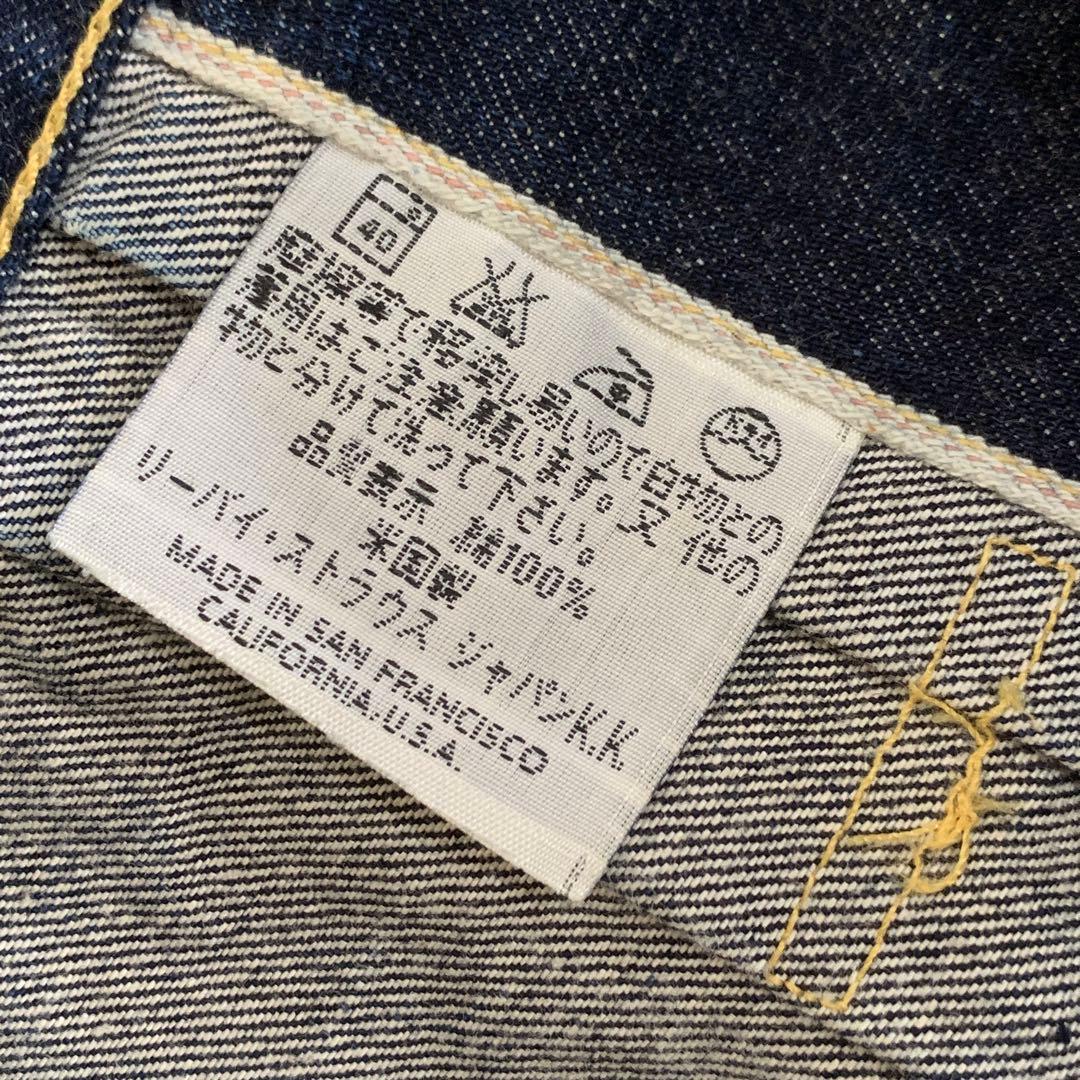 40
摩擦等で移染し易いので白物との
着用はご注意願います。又 他の
物と分けて洗って下さい。
品質表示 綿100%
米国製
リーバイ・ストラウス ジャパンK.K
MADE IN SAN FRANCISCO
CALIFORNIA.U.S.A.